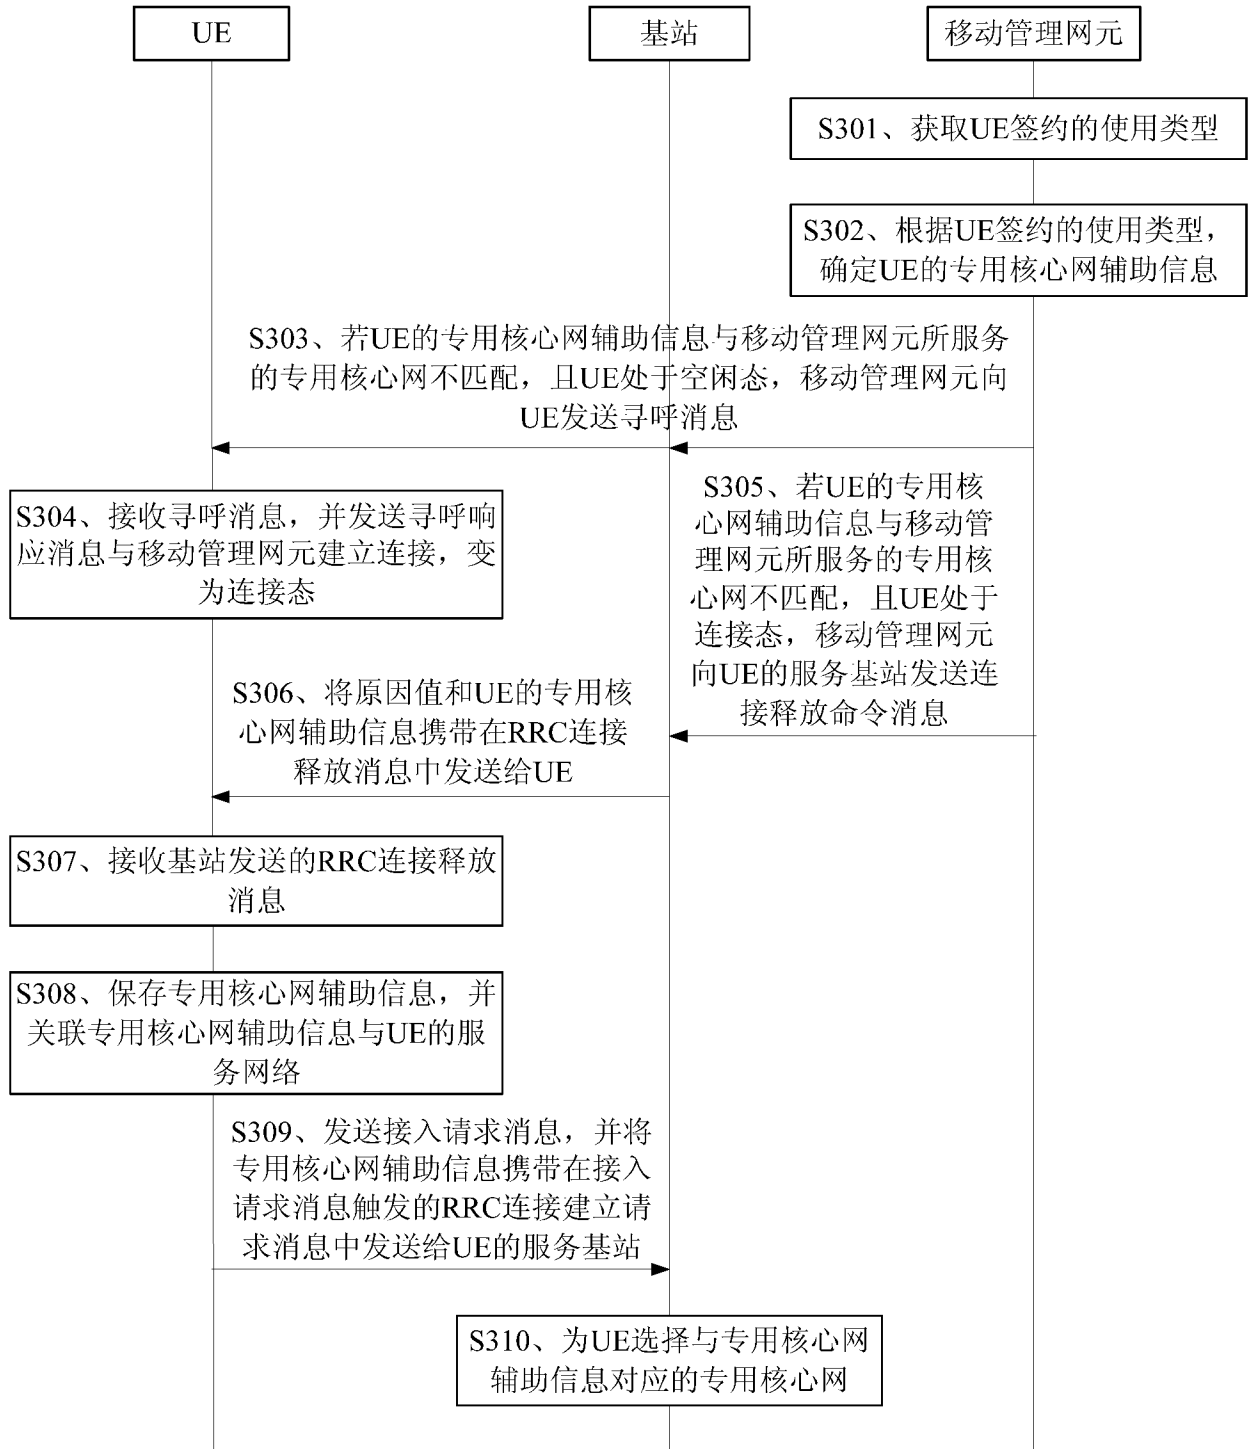 UE
基站
移动管理网元
S301、获取UE签约的使用类型
S302、根据UE签约的使用类型，
确定UE的专用核心网辅助信息
S303、若UE的专用核心网辅助信息与移动管理网元所服务
的专用核心网不匹配，且UE处于空闲态，移动管理网元向
UE发送寻呼消息
S304、接收寻呼消息，并发送寻呼响
应消息与移动管理网元建立连接，变
为连接态
S305、若UE的专用核
心网辅助信息与移动管
理网元所服务的专用核
心网不匹配，且UE处于
连接态，移动管理网元
向UE的服务基站发送连
接释放命令消息
S306、将原因值和UE的专用核
心网辅助信息携带在RRC连接
释放消息中发送给UE
S307、接收基站发送的RRC连接释放
消息
S308、保存专用核心网辅助信息，并
关联专用核心网辅助信息与UE的服
务网络
S309、发送接入请求消息，并将
专用核心网辅助信息携带在接入
请求消息触发的RRC连接建立请
求消息中发送给UE的服务基站
S310、为UE选择与专用核心网
辅助信息对应的专用核心网